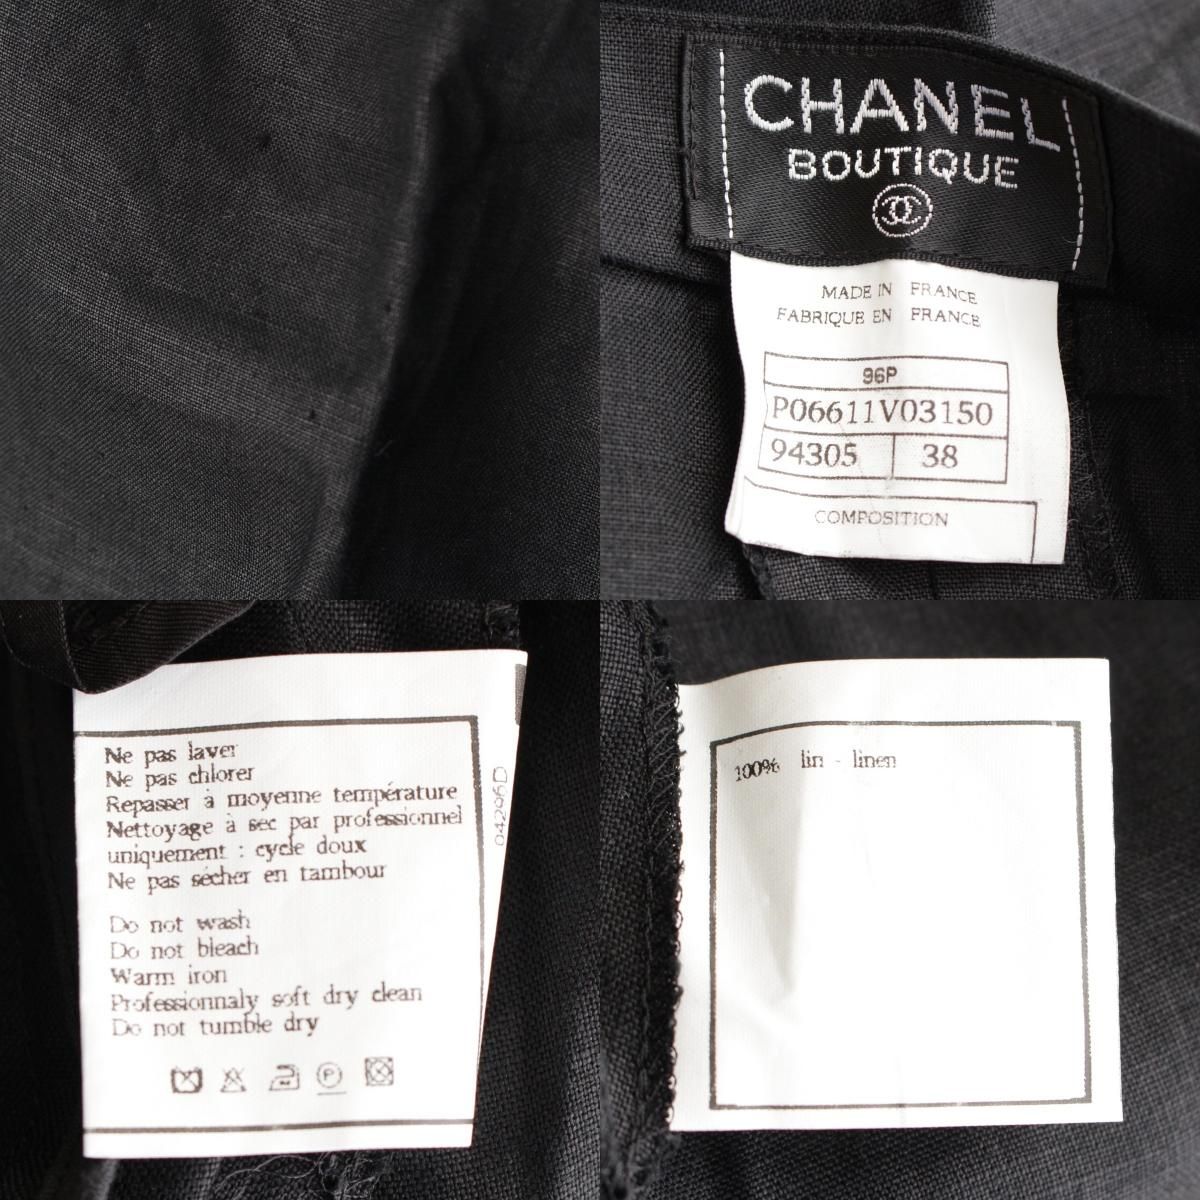 CHANEL
BOUTIQUE
MADE IN FRANCE
FABRIQUE EN FRANCE
96P
P06611V03150
94305 38
COMPOSITION
Ne pas laver
Ne pas chlorer
Repasser à moyenne température
Nettoyage à sec par professionnel
uniquement : cycle doux
Ne pas sécher en tambour
Do not wash
Do not bleach
Warm iron
Professionnaly soft dry clean
Do not tumble dry
P
04296D
100% lin - linen